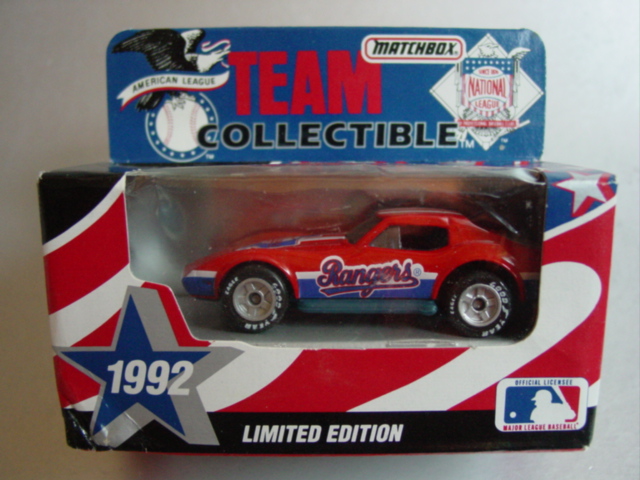 MATCHBOX®
AMERICAN LEAGUE
TEAM
COLLECTIBLE™
NATIONAL
LEAGUE
Rangers®
GOOD YEAR
GOOD YEAR
1992
LIMITED EDITION
OFFICIAL LICENSEE
MAJOR LEAGUE BASEBALL